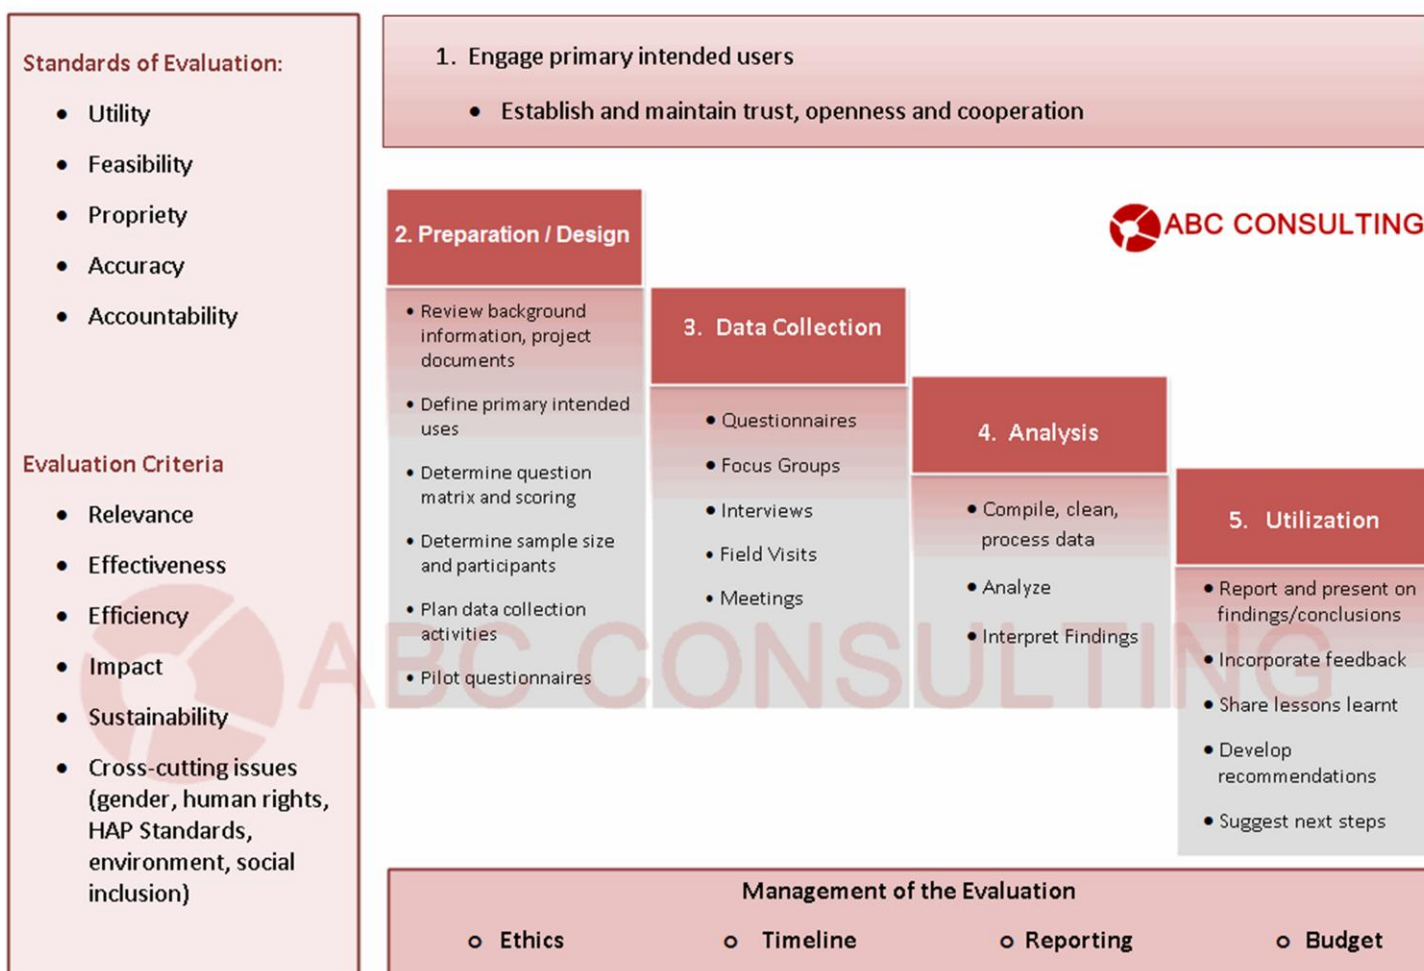 Standards of Evaluation:
• Utility
• Feasibility
• Propriety
• Accuracy
• Accountability
Evaluation Criteria
• Relevance
• Effectiveness
• Efficiency
• Impact
• Sustainability
• Cross-cutting issues
(gender, human rights,
HAP Standards,
environment, social
inclusion)
1. Engage primary intended users
• Establish and maintain trust, openness and cooperation
ABC CONSULTING
2. Preparation / Design
• Review background
information, project
documents
• Define primary intended
uses
• Determine question
matrix and scoring
• Determine sample size
and participants
• Plan data collection
activities
• Pilot questionnaires
3. Data Collection
• Questionnaires
• Focus Groups
• Interviews
• Field Visits
• Meetings
4. Analysis
• Compile, clean,
process data
• Analyze
• Interpret Findings
5. Utilization
• Report and present on
findings/conclusions
• Incorporate feedback
• Share lessons learnt
• Develop
recommendations
• Suggest next steps
ABC CONSULTING
Management of the Evaluation
o Ethics o Timeline o Reporting o Budget